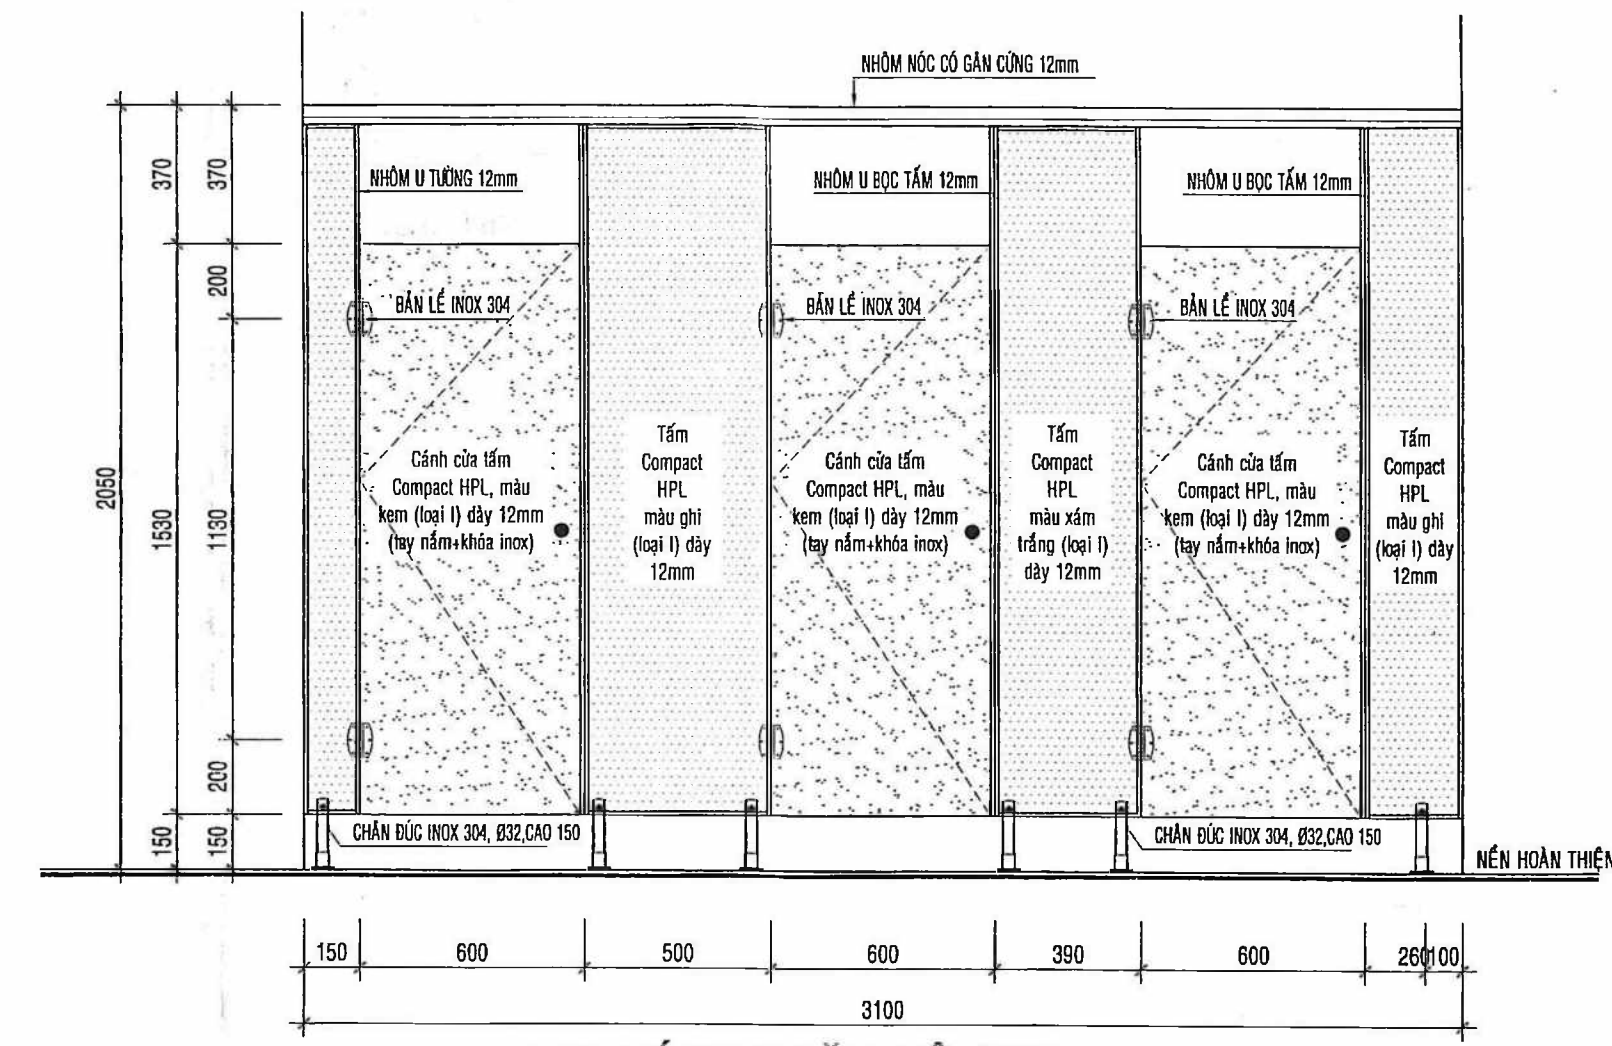 NHÔM NÓC CÓ GÂN CỨNG 12mm
NHÔM U TƯỜNG 12mm
NHÔM U BỌC TẤM 12mm
NHÔM U BỌC TẤM 12mm
370
370
200
BẢN LỀ INOX 304
BẢN LỀ INOX 304
BẢN LỀ INOX 304
2050
1530
1130
Cánh cửa tấm
Compact HPL, màu
kem (loại I) dày 12mm
(tay nắm+khóa inox)
Tấm
Compact
HPL
màu ghi
(loại I) dày
12mm
Cánh cửa tấm
Compact HPL, màu
kem (loại I) dày 12mm
(tay nắm+khóa inox)
Tấm
Compact
HPL
màu xám
trắng (loại I)
dày 12mm
Cánh cửa tấm
Compact HPL, màu
kem (loại I) dày 12mm
(tay nắm+khóa inox)
Tấm
Compact
HPL
màu ghi
(loại I) dày
12mm
200
150
150
CHÂN ĐÚC INOX 304, Ø32,CAO 150
CHÂN ĐÚC INOX 304, Ø32,CAO 150
NỀN HOÀN THIỆN
150
600
500
600
390
600
260
100
3100